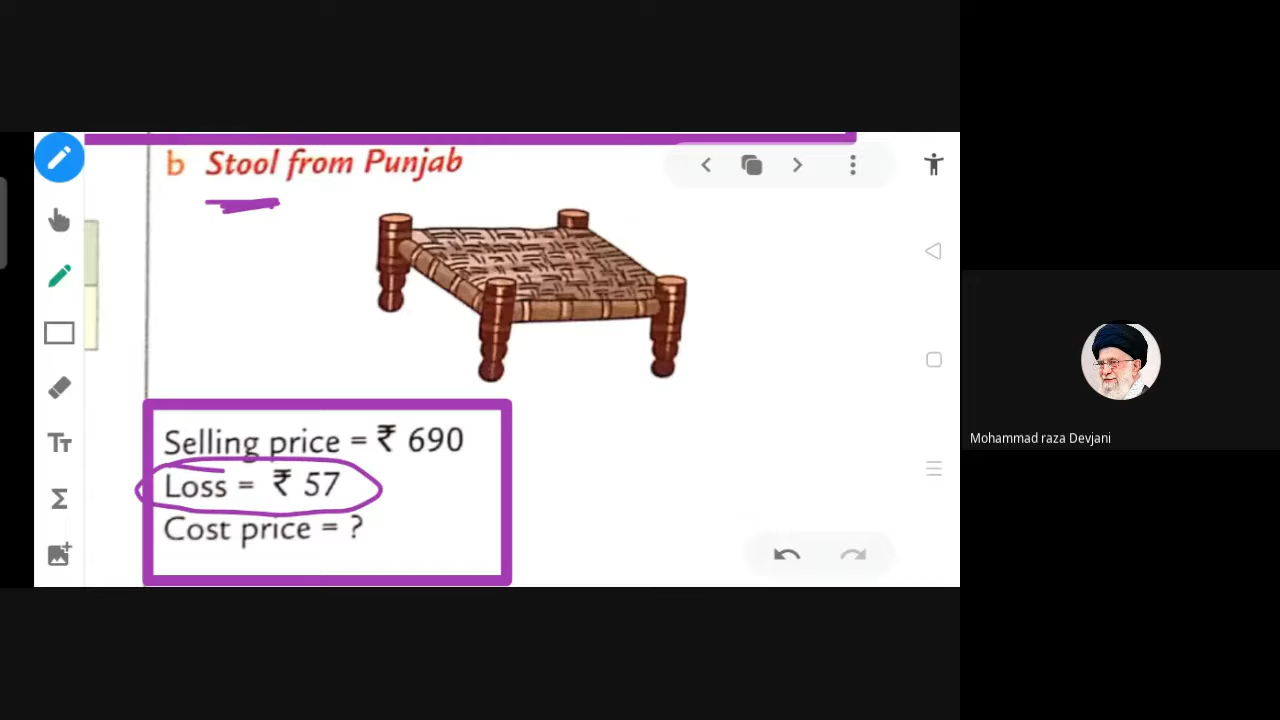 b Stool from Punjab
Selling price = ₹ 690
Loss = ₹ 57
Cost price = ?
Mohammad raza Devjani